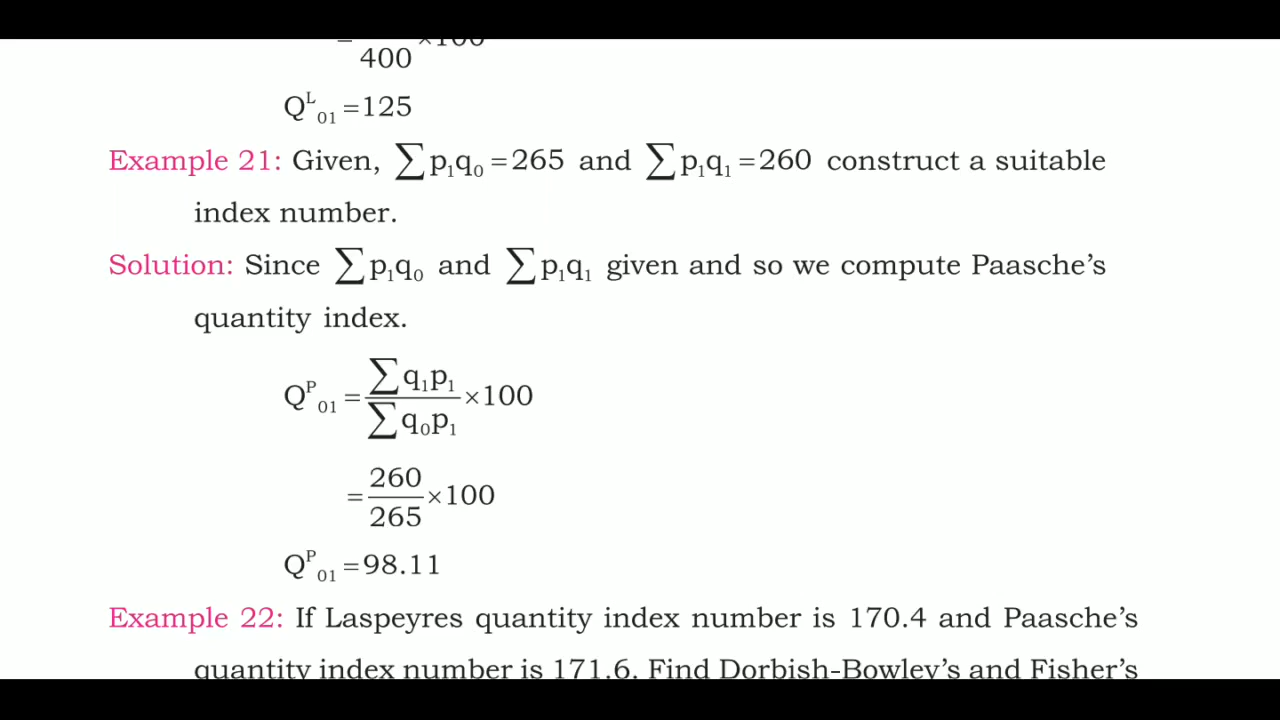 = /400 ×100
Q^L_01 =125
Example 21: Given, ∑p₁q₀ =265 and ∑p₁q₁ =260 construct a suitable
index number.
Solution: Since ∑p₁q₀ and ∑p₁q₁ given and so we compute Paasche’s
quantity index.
Q^P_01 = ∑q₁p₁ / ∑q₀p₁ ×100
= 260/265 ×100
Q^P_01 =98.11
Example 22: If Laspeyres quantity index number is 170.4 and Paasche’s
quantity index number is 171.6. Find Dorbish-Bowley’s and Fisher’s